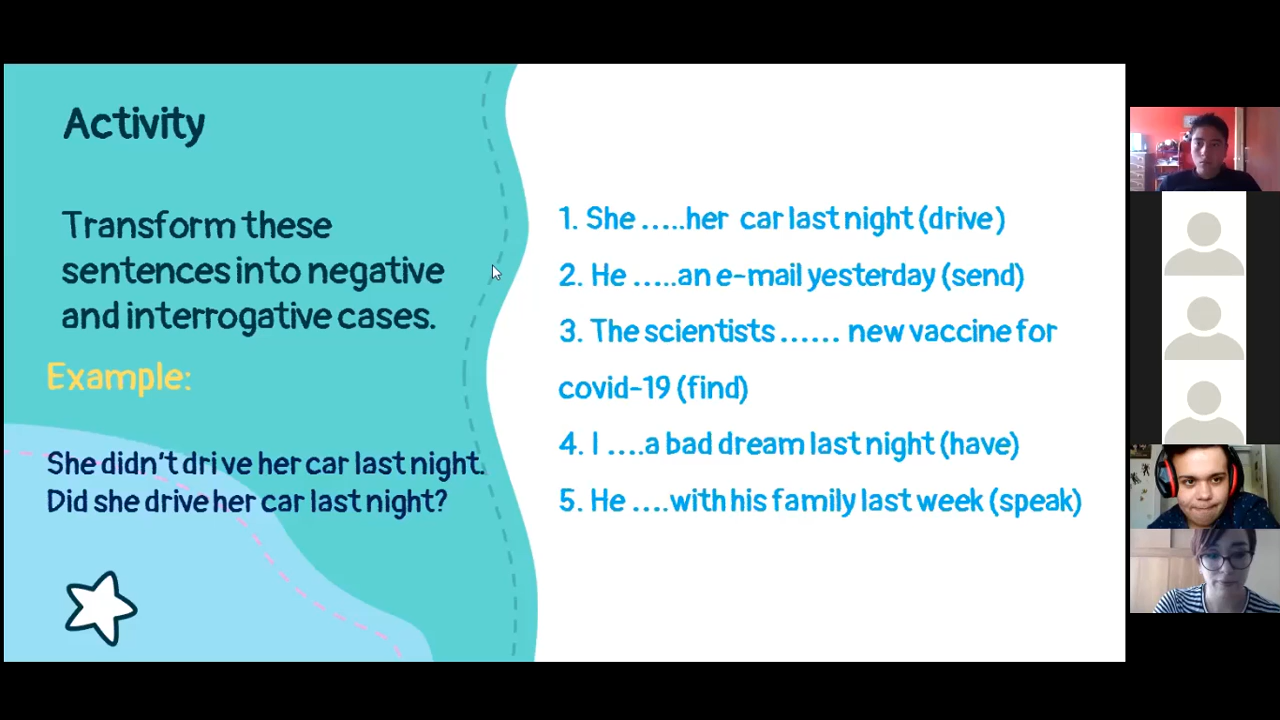 Activity
Transform these
sentences into negative
and interrogative cases.
Example:
She didn't drive her car last night.
Did she drive her car last night?
1. She .....her car last night (drive)
2. He .....an e-mail yesterday (send)
3. The scientists ...... new vaccine for
covid-19 (find)
4. I ....a bad dream last night (have)
5. He ....with his family last week (speak)